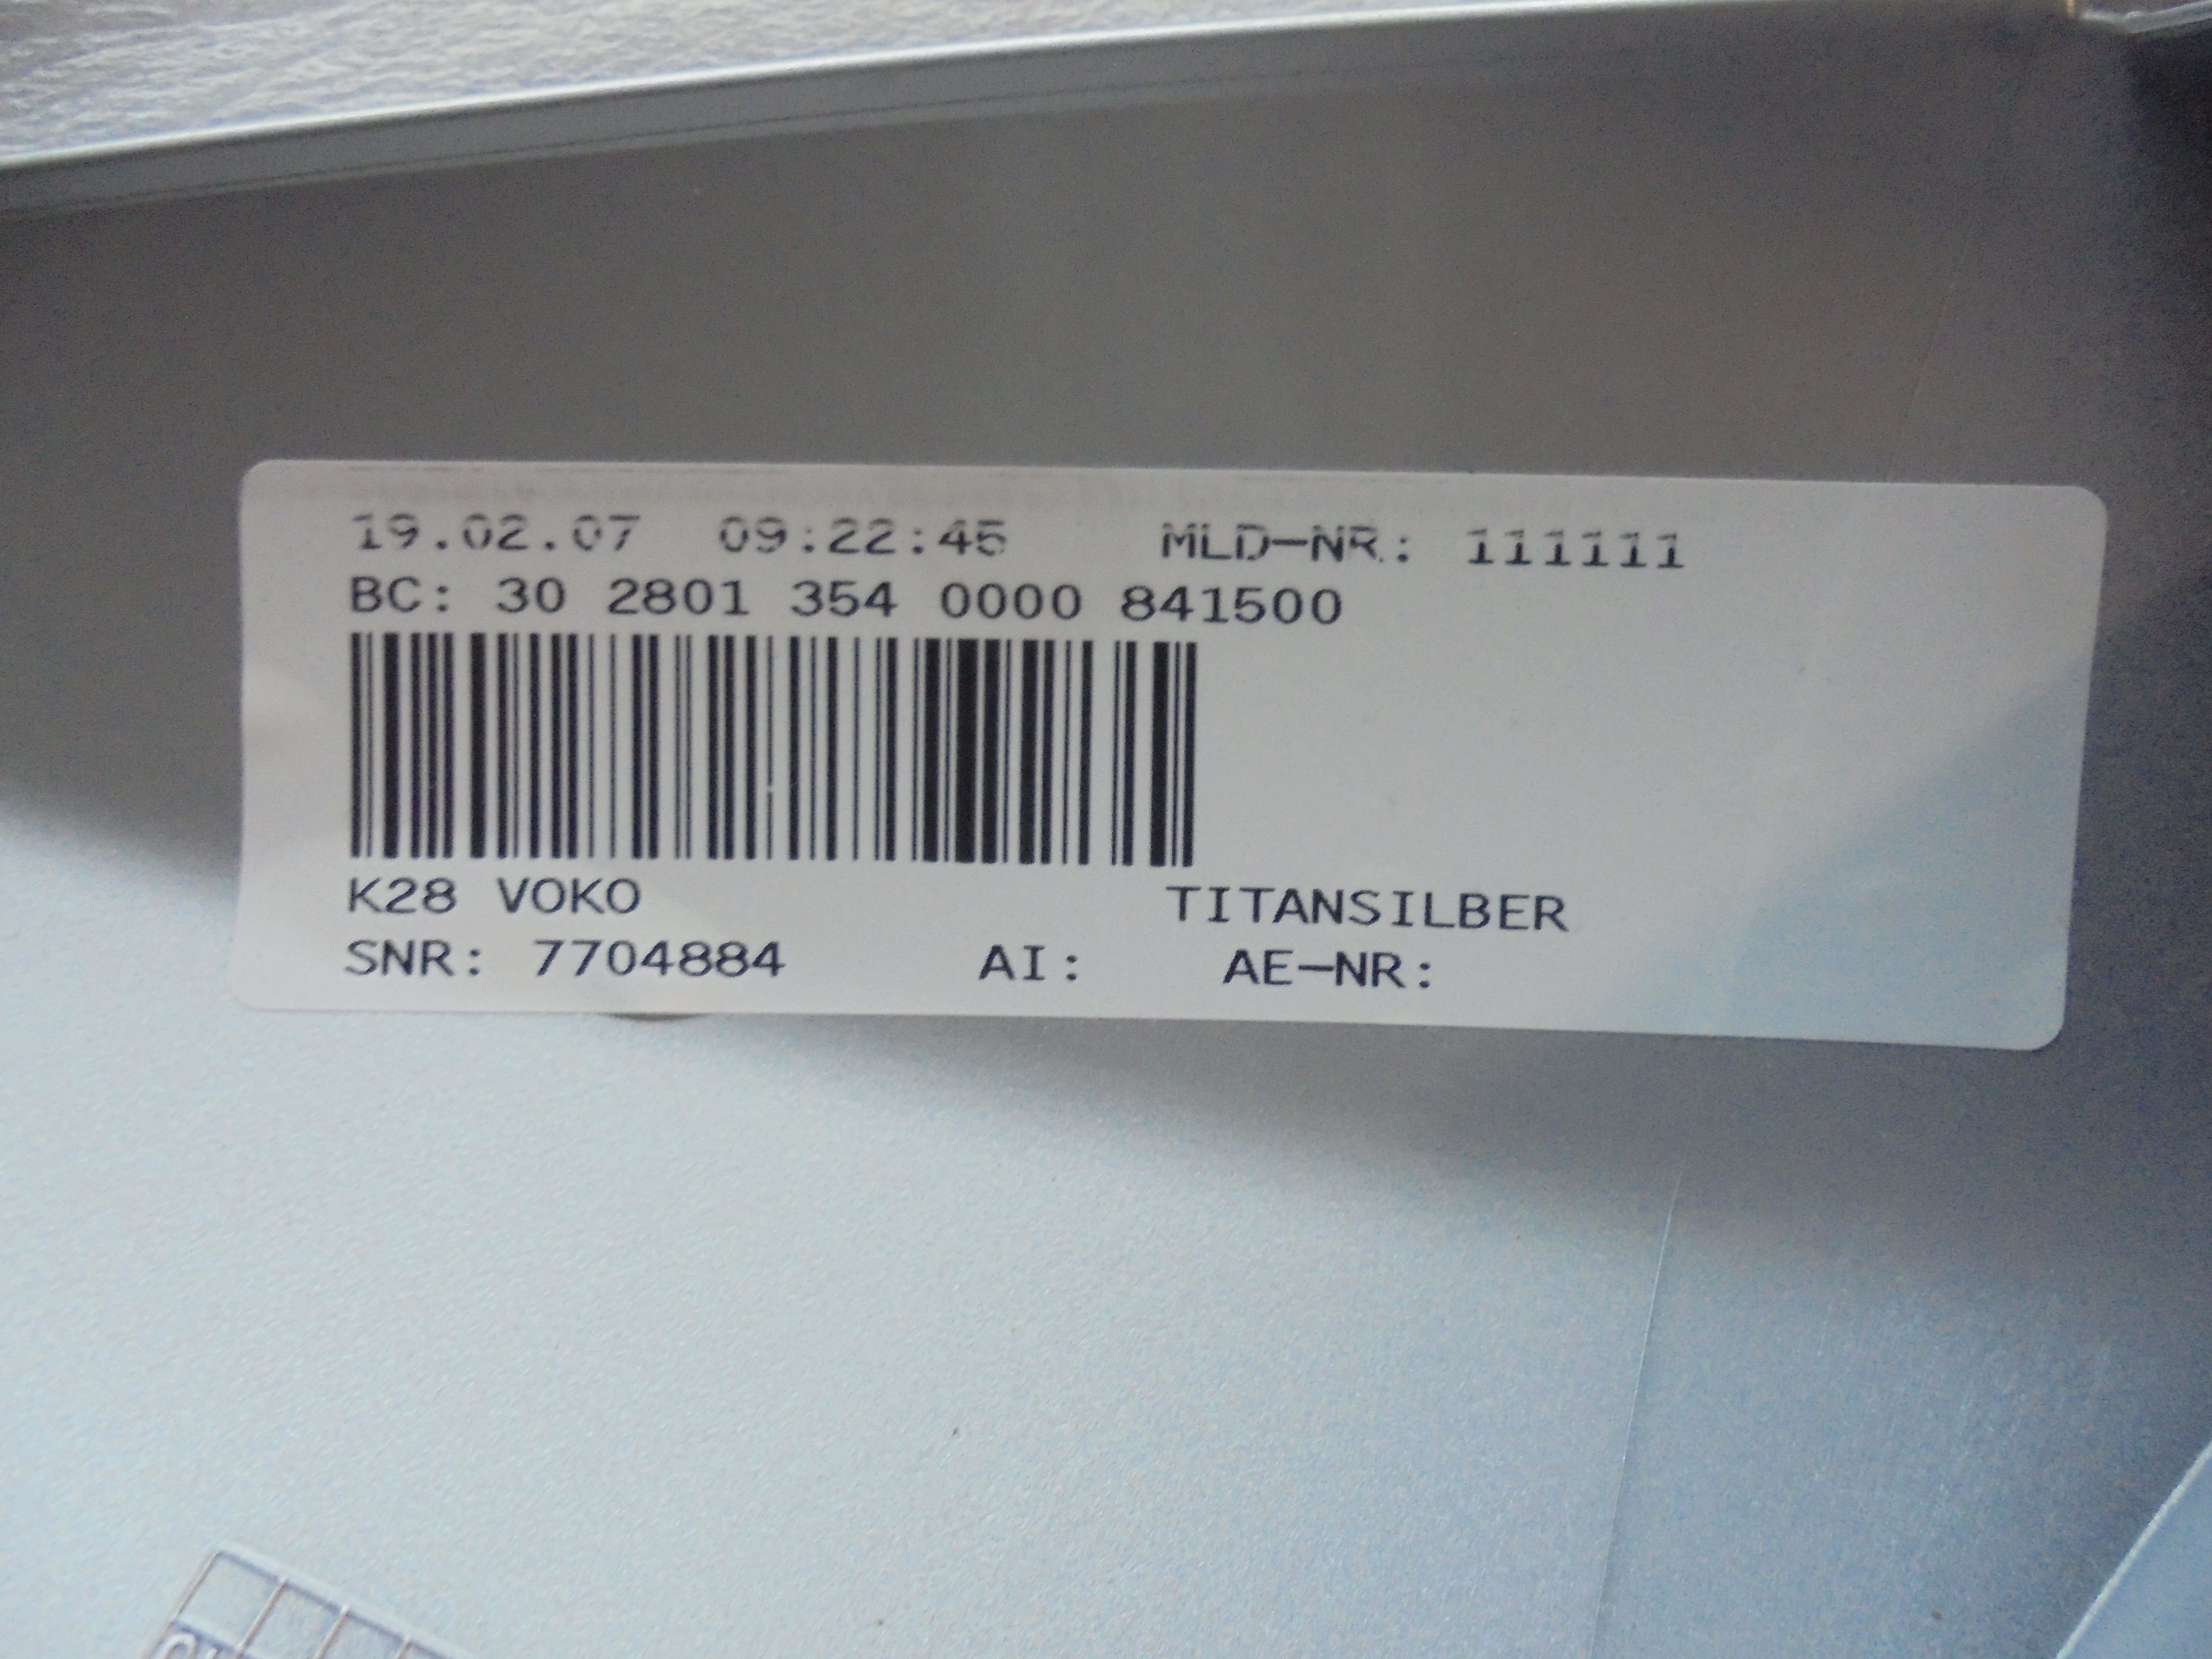 19.02.07 09:22:45 MLD-NR.: 111111
BC: 30 2801 354 0000 841500
K28 VOKO TITANSILBER
SNR: 7704884 AI: AE-NR: